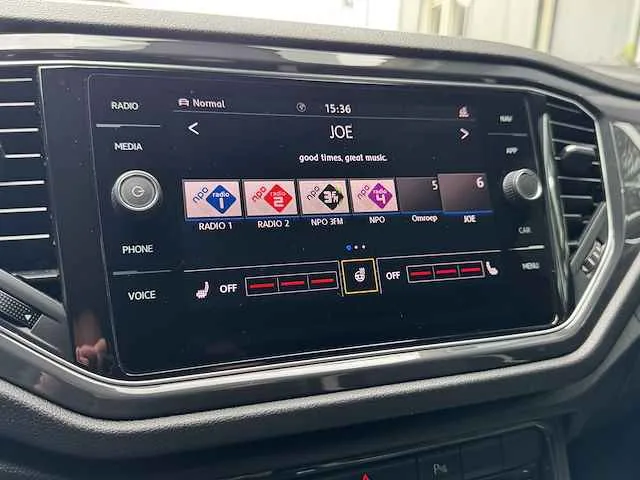 RADIO
MEDIA
PHONE
VOICE
Normal
15:36
JOE
good times, great music.
npo radio 1
npo radio 2
npo 3fm
npo radio 4
5
6
RADIO 1
RADIO 2
NPO 3FM
NPO
Omroep
JOE
OFF
OFF
NAV
APP
CAR
MENU
P